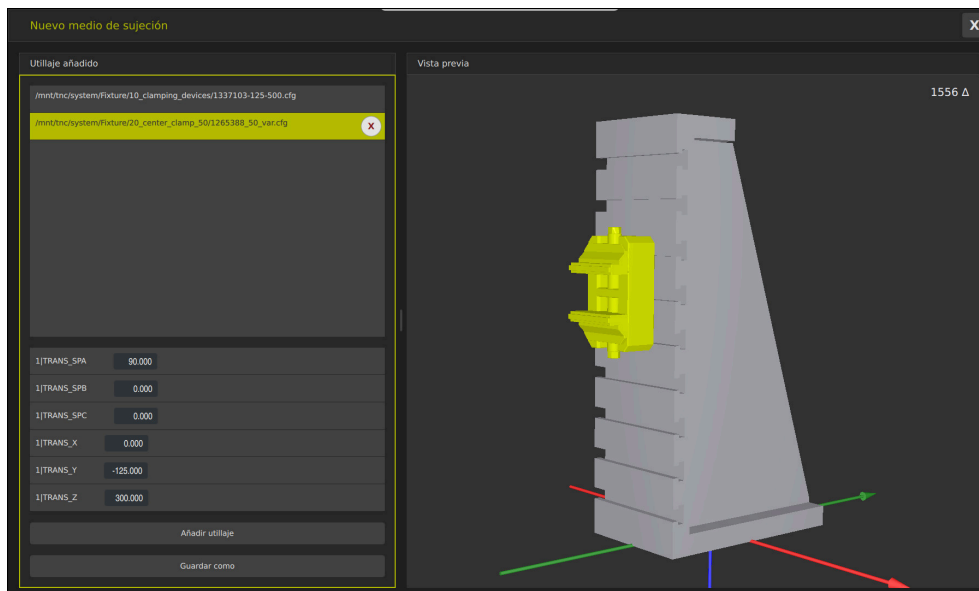 Nuevo medio de sujeción
X
Utillaje añadido
/mnt/tnc/system/Fixture/10_clamping_devices/1337103-125-500.cfg
/mnt/tnc/system/Fixture/20_center_clamp_50/1265388_50_var.cfg
X
1|TRANS_SPA 90.000
1|TRANS_SPB 0.000
1|TRANS_SPC 0.000
1|TRANS_X 0.000
1|TRANS_Y -125.000
1|TRANS_Z 300.000
Añadir utillaje
Guardar como
Vista previa
1556 Δ